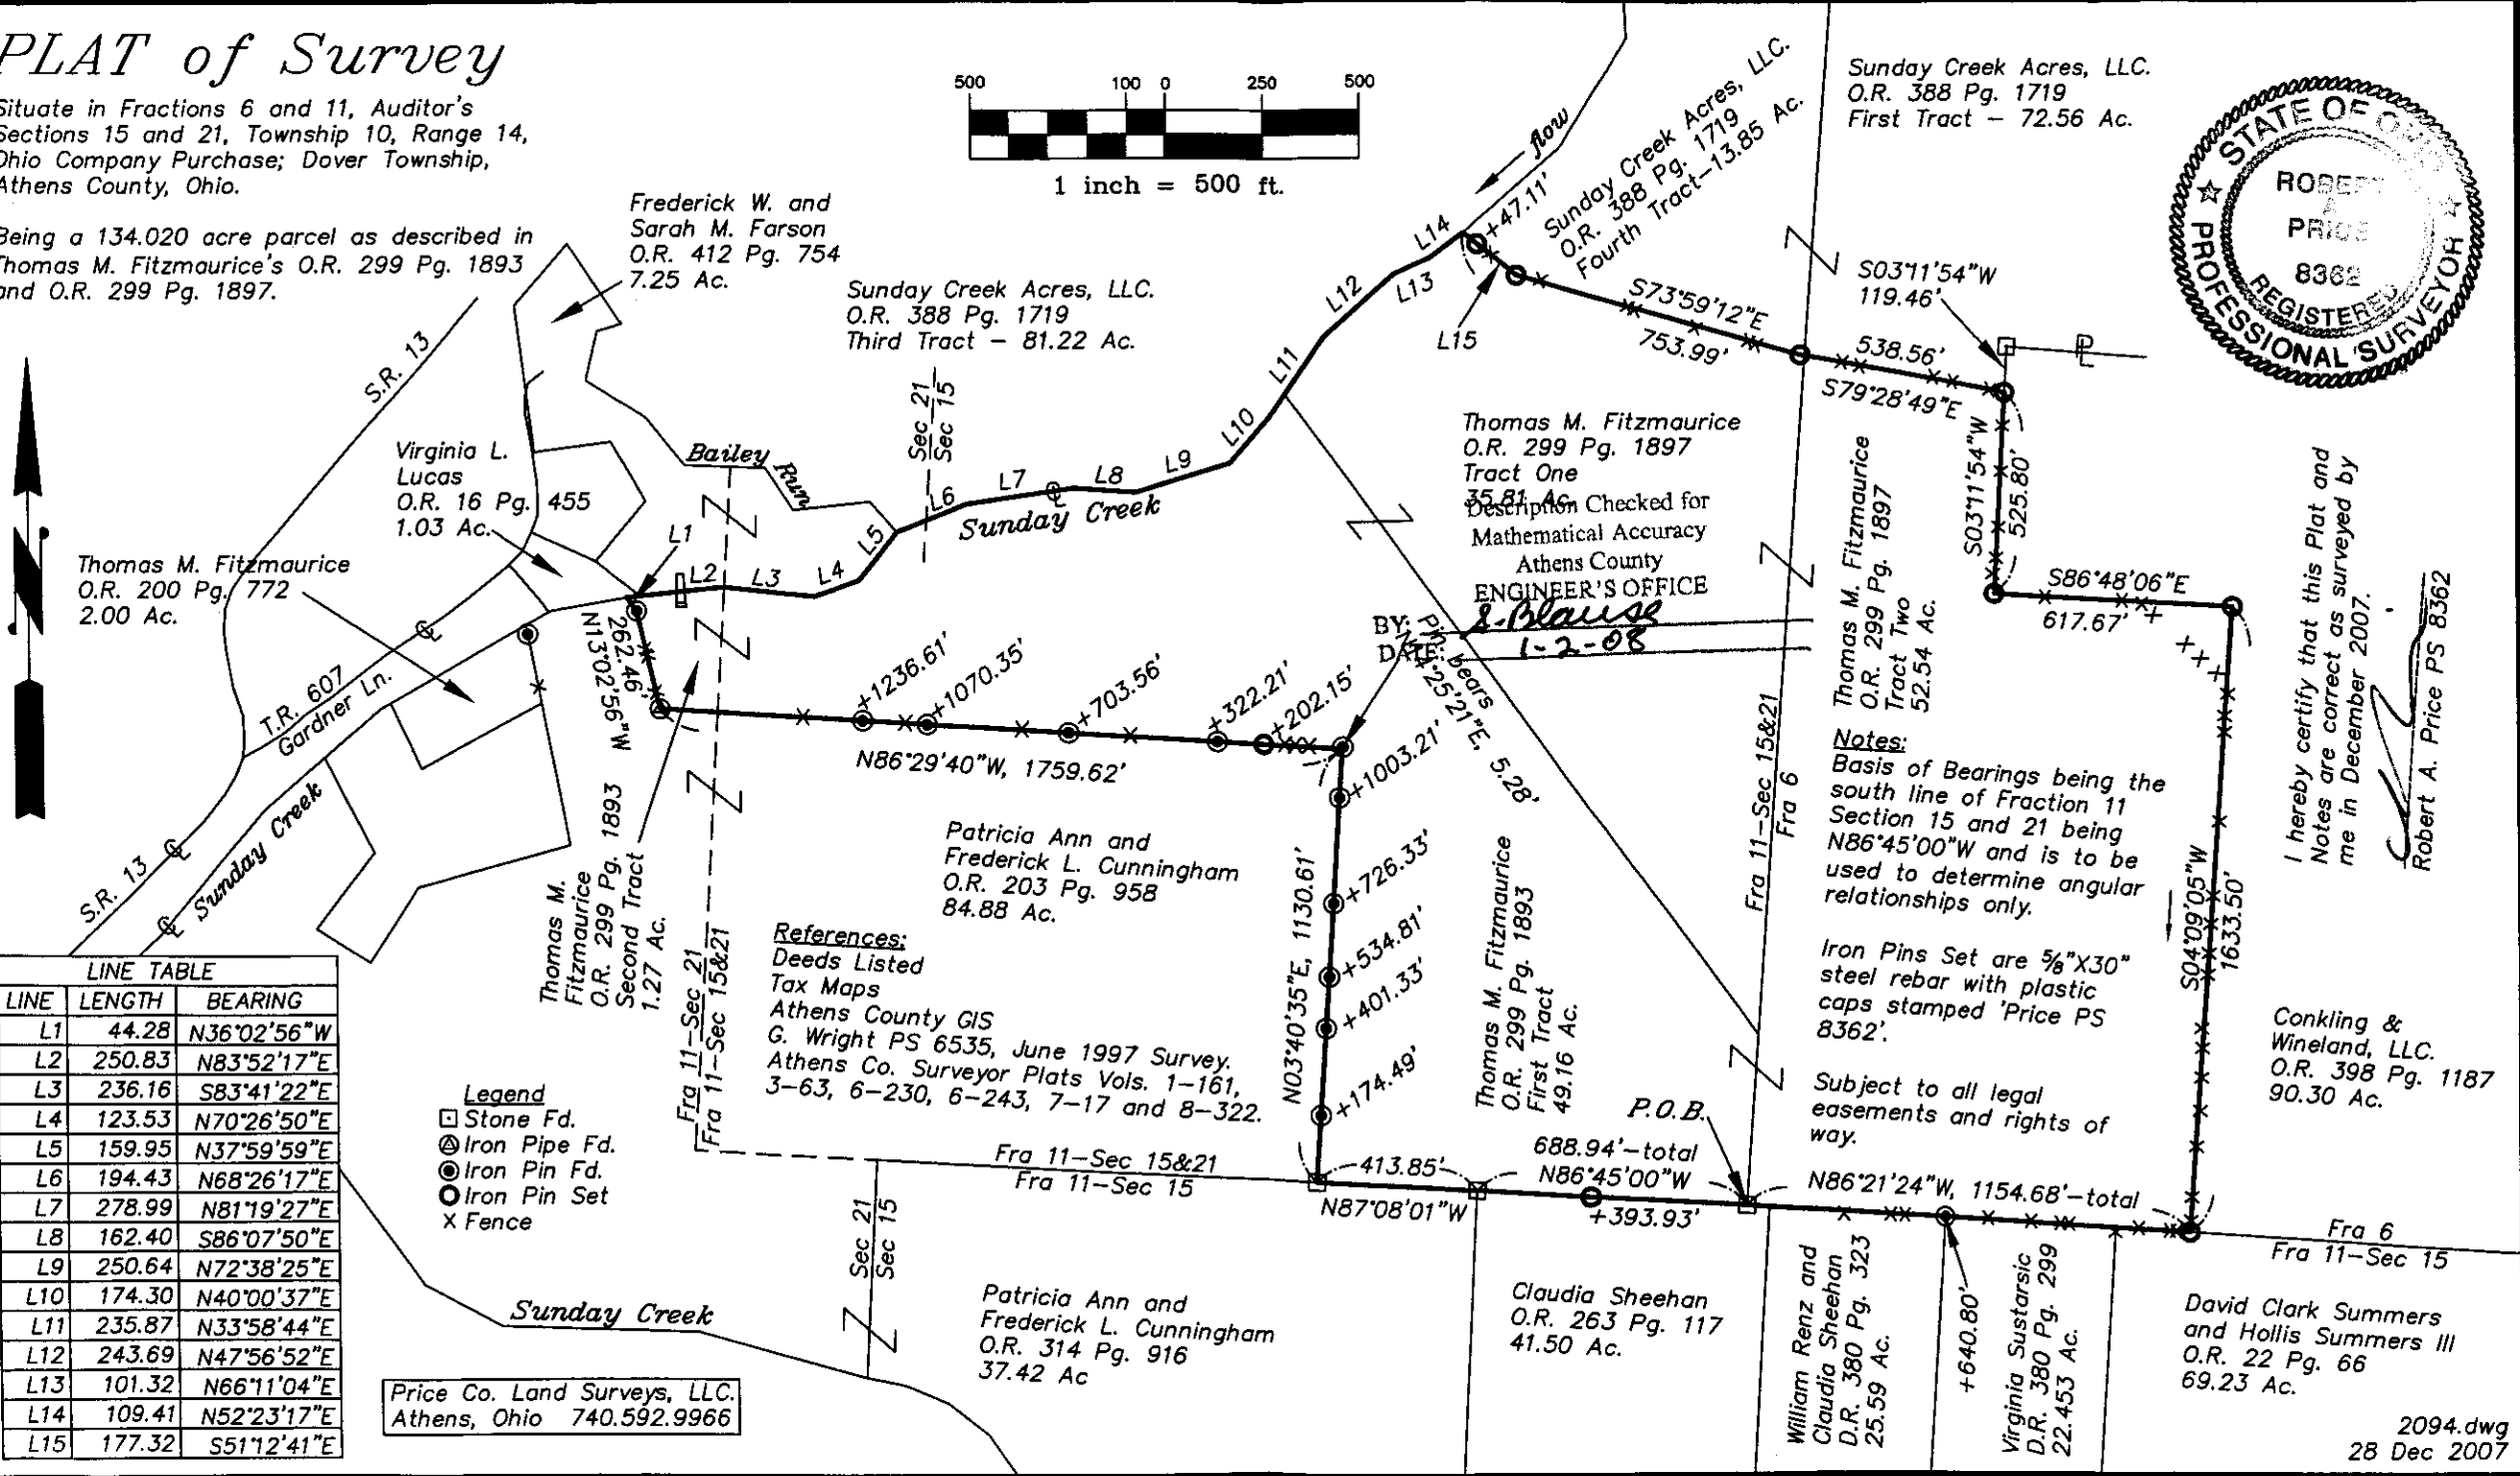 PLAT of Survey
Situate in Fractions 6 and 11, Auditor's
Sections 15 and 21, Township 10, Range 14,
Ohio Company Purchase; Dover Township,
Athens County, Ohio.
Being a 134.020 acre parcel as described in
Thomas M. Fitzmaurice's O.R. 299 Pg. 1893
and O.R. 299 Pg. 1897.
500 100 0 250 500
1 inch = 500 ft.
flow
Sunday Creek Acres, LLC.
O.R. 388 Pg. 1719
Fourth Tract-13.85 Ac.
Sunday Creek Acres, LLC.
O.R. 388 Pg. 1719
First Tract - 72.56 Ac.
STATE OF
ROBERT
A
PRICE
8362
REGISTERED
PROFESSIONAL SURVEYOR
Frederick W. and
Sarah M. Farson
O.R. 412 Pg. 754
7.25 Ac.
Sunday Creek Acres, LLC.
O.R. 388 Pg. 1719
Third Tract - 81.22 Ac.
S.R. 13
Virginia L.
Lucas
O.R. 16 Pg. 455
1.03 Ac.
Thomas M. Fitzmaurice
O.R. 200 Pg. 772
2.00 Ac.
Bailey Run
Sec 21
Sec 15
Sunday Creek
L1
L2
L3
L4
L5
L6
L7
L8
L9
L10
L11
L12
L13
L14
L15
+47.11'
S73°59'12"E
753.99'
S03°11'54"W
119.46'
538.56'
S79°28'49"E
S03°11'54"W
525.80'
S86°48'06"E
617.67'
Thomas M. Fitzmaurice
O.R. 299 Pg. 1897
Tract One
35.81 Ac.
Description Checked for
Mathematical Accuracy
Athens County
ENGINEER'S OFFICE
BY: S. Blause
DATE: 1-2-08
Pin bears
N44°25'21"E, 5.28'
Thomas M. Fitzmaurice
O.R. 299 Pg. 1897
Tract Two
52.54 Ac.
I hereby certify that this Plat and
Notes are correct as surveyed by
me in December 2007.
Robert A. Price PS 8362
T.R. 607
Gardner Ln.
S.R. 13
Sunday Creek
262.46'
N13°02'56"W
+1236.61'
+1070.35'
+703.56'
+322.21'
+202.15'
N86°29'40"W, 1759.62'
+1003.21'
+726.33'
+534.81'
+401.33'
+174.49'
N03°40'35"E, 1130.61'
Thomas M.
Fitzmaurice
O.R. 299 Pg. 1893
Second Tract
1.27 Ac.
Fra 11-Sec 21
Fra 11-Sec 15&21
Patricia Ann and
Frederick L. Cunningham
O.R. 203 Pg. 958
84.88 Ac.
References:
Deeds Listed
Tax Maps
Athens County GIS
G. Wright PS 6535, June 1997 Survey.
Athens Co. Surveyor Plats Vols. 1-161,
3-63, 6-230, 6-243, 7-17 and 8-322.
Thomas M. Fitzmaurice
O.R. 299 Pg. 1893
First Tract
49.16 Ac.
Fra 11-Sec 15&21
Fra 6
Notes:
Basis of Bearings being the
south line of Fraction 11
Section 15 and 21 being
N86°45'00"W and is to be
used to determine angular
relationships only.
Iron Pins Set are 5/8"X30"
steel rebar with plastic
caps stamped 'Price PS
8362'.
Subject to all legal
easements and rights of
way.
S04°09'05"W
1633.50'
Conkling &
Wineland, LLC.
O.R. 398 Pg. 1187
90.30 Ac.
LINE TABLE
LINE LENGTH BEARING
L1 44.28 N36°02'56"W
L2 250.83 N83°52'17"E
L3 236.16 S83°41'22"E
L4 123.53 N70°26'50"E
L5 159.95 N37°59'59"E
L6 194.43 N68°26'17"E
L7 278.99 N81°19'27"E
L8 162.40 S86°07'50"E
L9 250.64 N72°38'25"E
L10 174.30 N40°00'37"E
L11 235.87 N33°58'44"E
L12 243.69 N47°56'52"E
L13 101.32 N66°11'04"E
L14 109.41 N52°23'17"E
L15 177.32 S51°12'41"E
Legend
Stone Fd.
Iron Pipe Fd.
Iron Pin Fd.
Iron Pin Set
x Fence
Fra 11-Sec 15&21
Fra 11-Sec 15
413.85'
N87°08'01"W
688.94'-total
N86°45'00"W
+393.93'
P.O.B.
N86°21'24"W, 1154.68'-total
+640.80'
Fra 6
Fra 11-Sec 15
Sec 21
Sec 15
Sunday Creek
Price Co. Land Surveys, LLC.
Athens, Ohio 740.592.9966
Patricia Ann and
Frederick L. Cunningham
O.R. 314 Pg. 916
37.42 Ac
Claudia Sheehan
O.R. 263 Pg. 117
41.50 Ac.
William Renz and
Claudia Sheehan
D.R. 380 Pg. 323
25.59 Ac.
Virginia Sustarsic
D.R. 380 Pg. 299
22.453 Ac.
David Clark Summers
and Hollis Summers III
O.R. 22 Pg. 66
69.23 Ac.
2094.dwg
28 Dec 2007